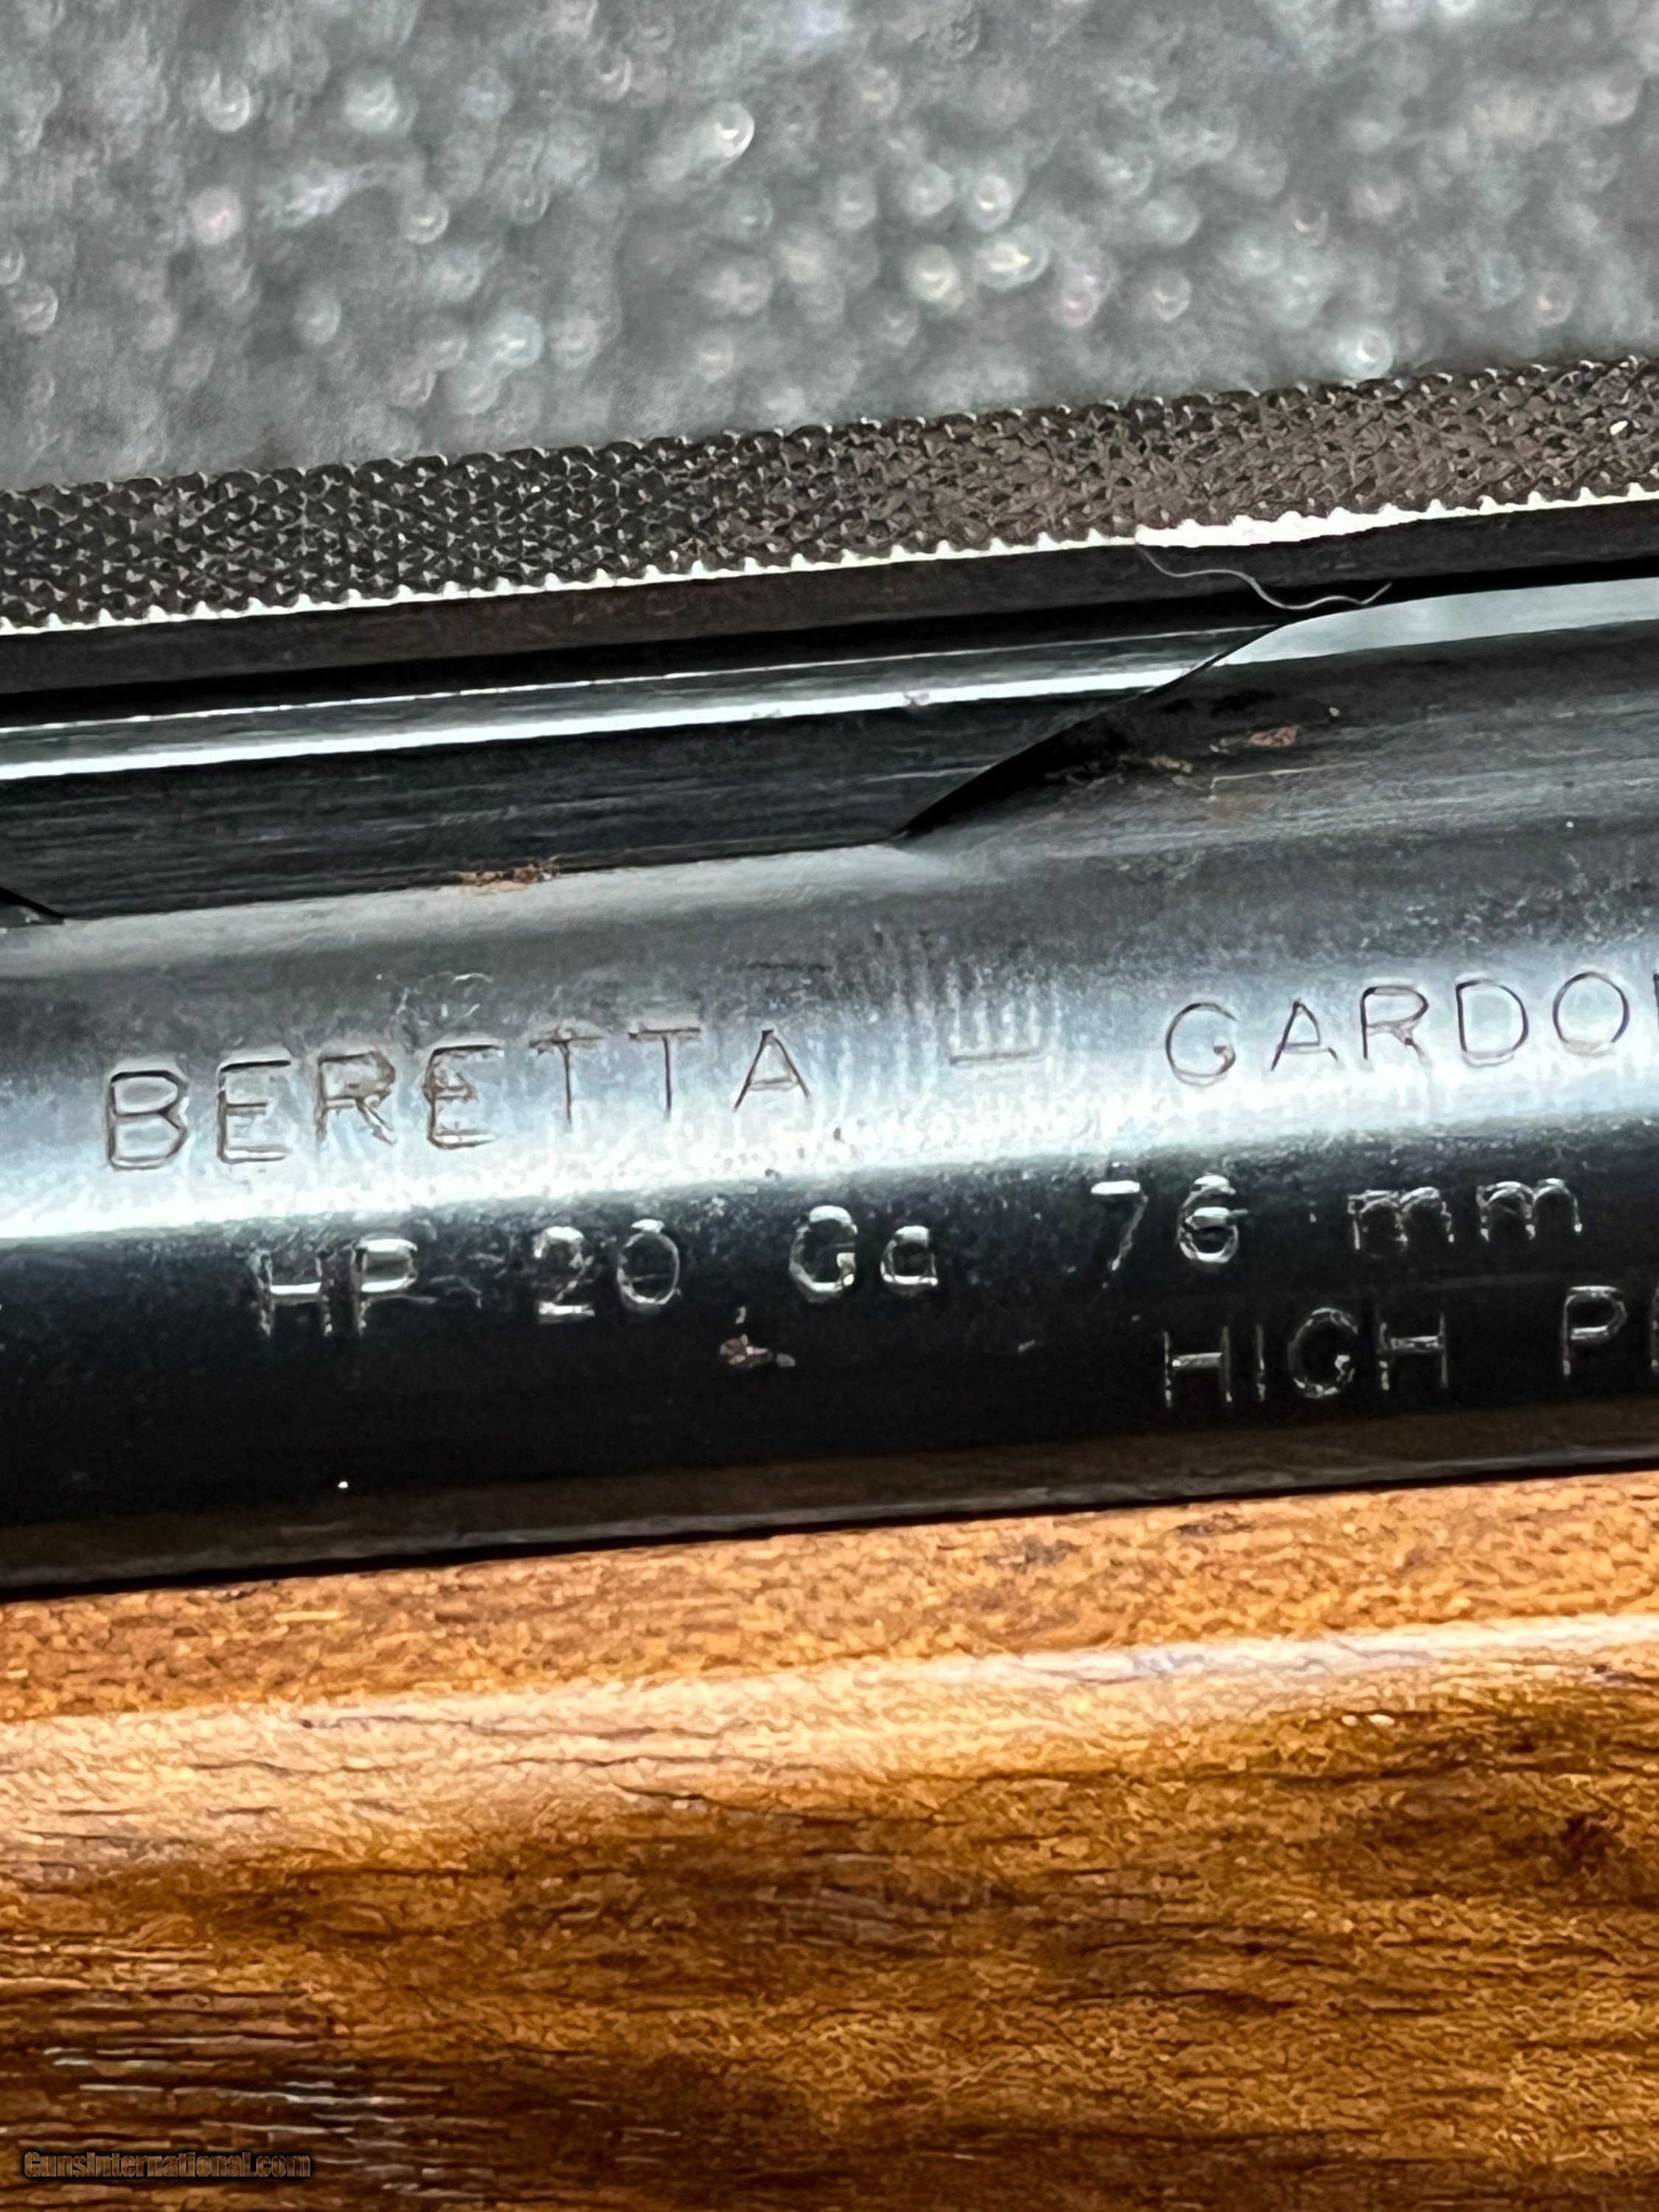 BERETTA — GARDO
HP 20 Ga 76 mm
HIGH P
GunsInternational.com